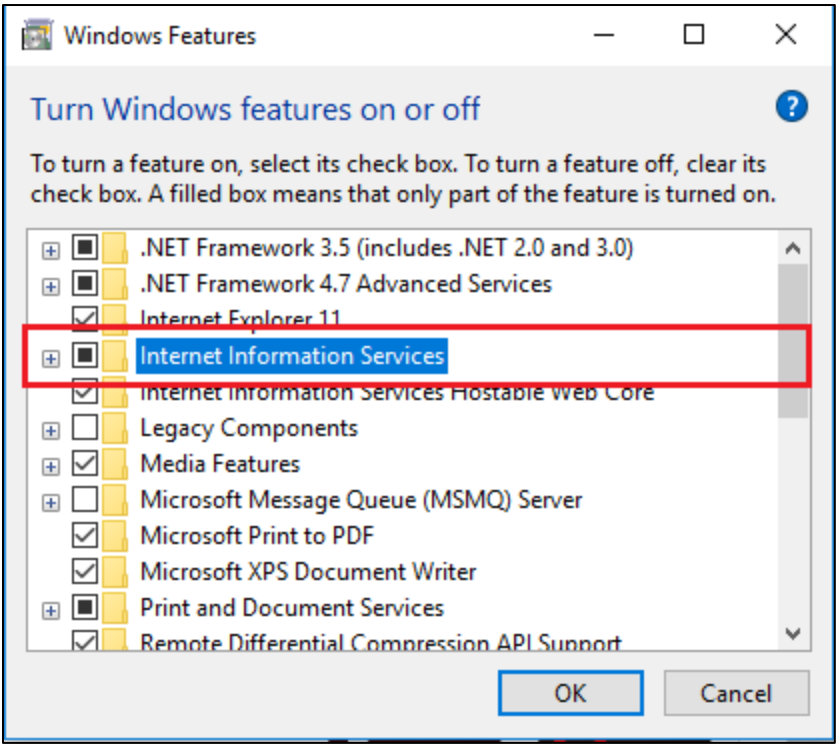 Windows Features
Turn Windows features on or off
?
To turn a feature on, select its check box. To turn a feature off, clear its
check box. A filled box means that only part of the feature is turned on.
.NET Framework 3.5 (includes .NET 2.0 and 3.0)
.NET Framework 4.7 Advanced Services
Internet Explorer 11
Internet Information Services
Internet Information Services Hostable Web Core
Legacy Components
Media Features
Microsoft Message Queue (MSMQ) Server
Microsoft Print to PDF
Microsoft XPS Document Writer
Print and Document Services
Remote Differential Compression API Support
OK Cancel